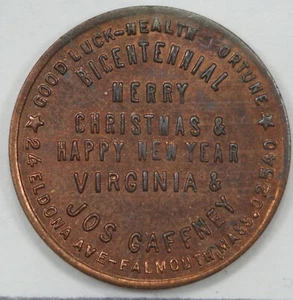 GOOD LUCK-HEALTH-FORTUNE
BICENTENNIAL
MERRY
CHRISTMAS &
HAPPY NEW YEAR
VIRGINIA &
JOS GAFFNEY
24 ELDONA AVE-FALMOUTH, MASS. 02540